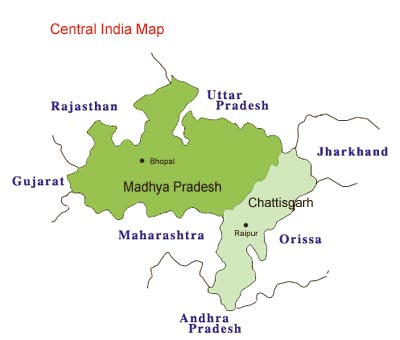 Central India Map
Uttar
Pradesh
Rajasthan
Jharkhand
Bhopal
Gujarat
Madhya Pradesh
Chattisgarh
Maharashtra
Raipur
Orissa
Andhra
Pradesh